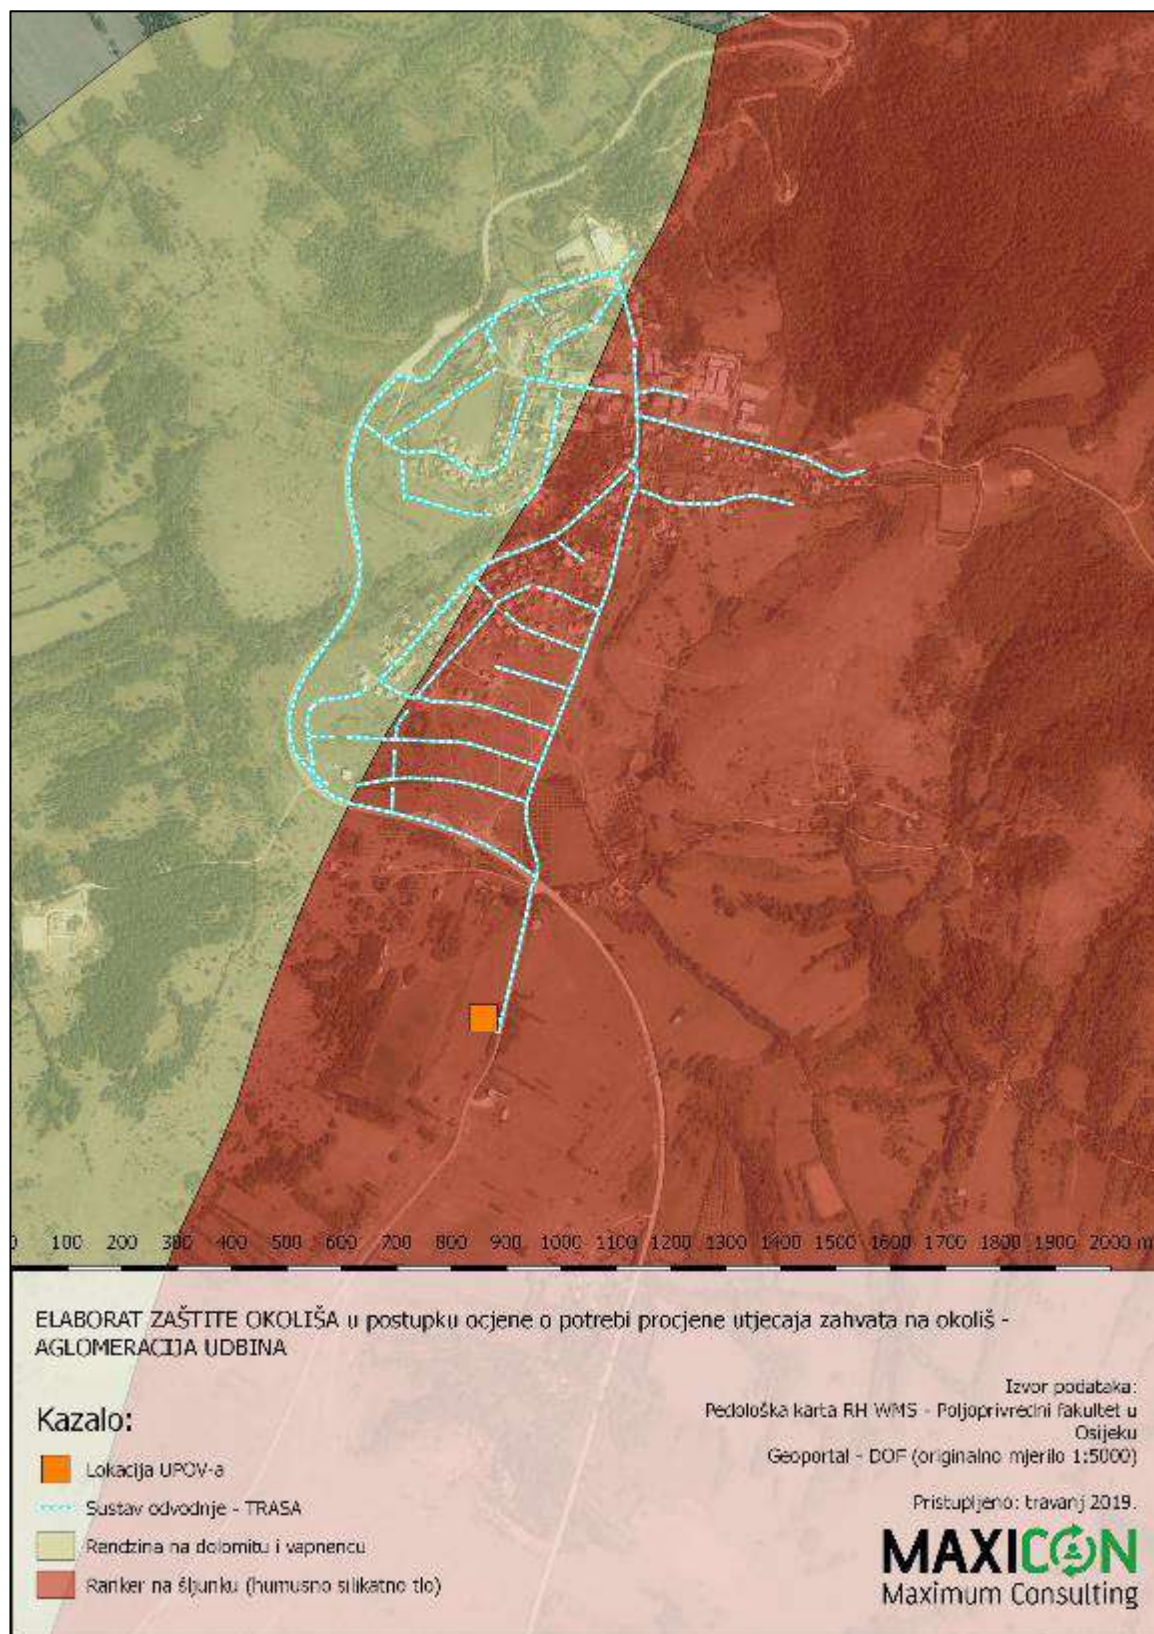 0 100 200 300 400 500 600 700 800 900 1000 1100 1200 1300 1400 1500 1600 1700 1800 1900 2000 m
ELABORAT ZAŠTITE OKOLIŠA u postupku ocjene o potrebi procjene utjecaja zahvata na okoliš -
AGLOMERACIJA UDBINA
Izvor podataka:
Pedološka karta RH WMS - Poljoprivredni fakultet u
Osijeku
Geoportal - DOF (originalno mjerilo 1:5000)
Pristupljeno: travanj 2019.
Kazalo:
Lokacija UPOV-a
Sustav odvodnje - TRASA
Rendzina na dolomitu i vapnencu
Ranker na šljunku (humusno silikatno tlo)
MAXICON
Maximum Consulting